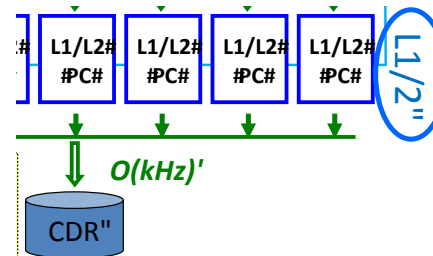 L1/L2# L1/L2# L1/L2# L1/L2#
#PC# #PC# #PC# #PC#
L1/2"
O(kHz)'
CDR"